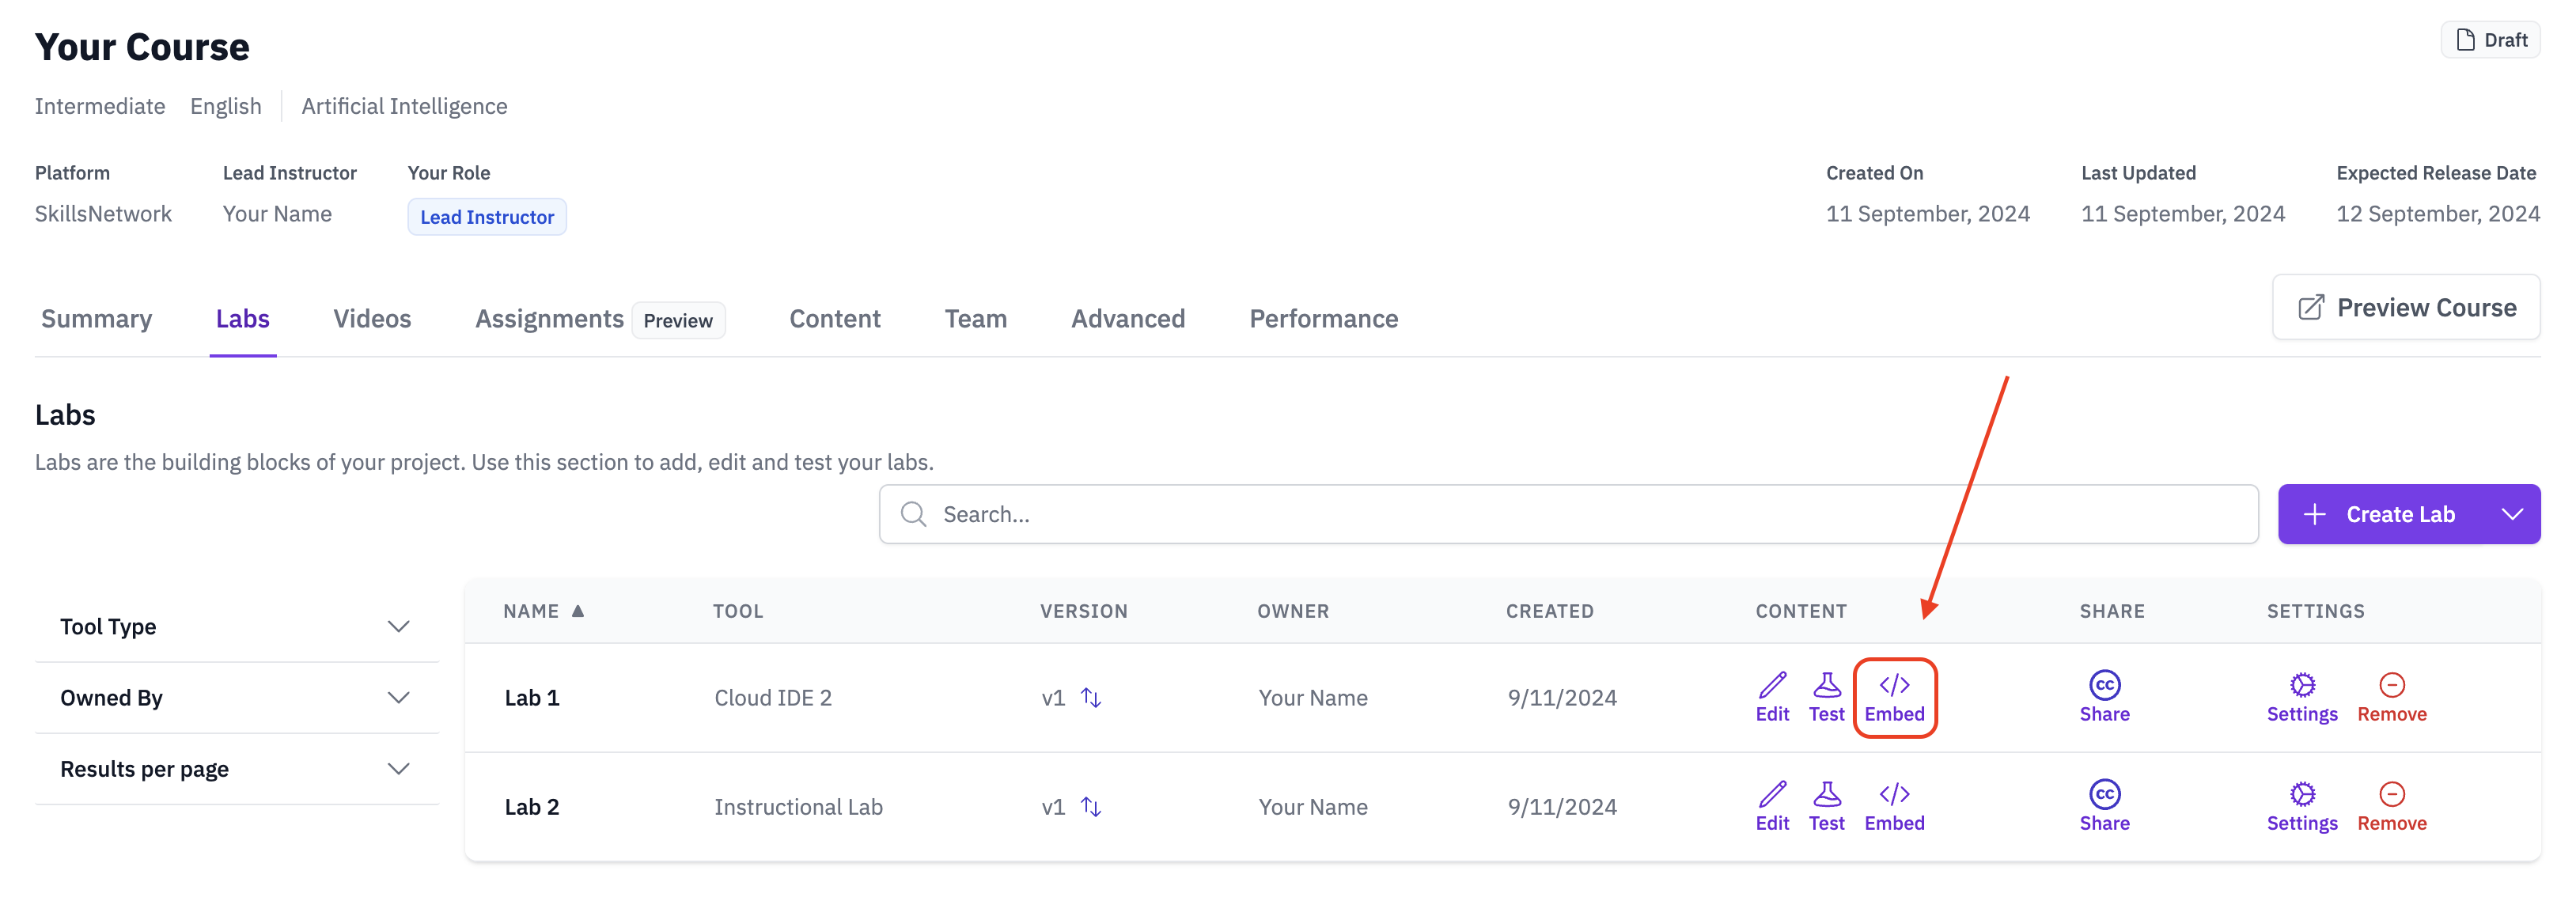 Your Course
Draft
Intermediate English Artificial Intelligence
Platform Lead Instructor Your Role Created On Last Updated Expected Release Date
SkillsNetwork Your Name Lead Instructor 11 September, 2024 11 September, 2024 12 September, 2024
Summary Labs Videos Assignments Preview Content Team Advanced Performance Preview Course
Labs
Labs are the building blocks of your project. Use this section to add, edit and test your labs.
Search... Create Lab
Tool Type
Owned By
Results per page
NAME TOOL VERSION OWNER CREATED CONTENT SHARE SETTINGS
Lab 1 Cloud IDE 2 v1 Your Name 9/11/2024 Edit Test Embed cc Share Settings Remove
Lab 2 Instructional Lab v1 Your Name 9/11/2024 Edit Test Embed cc Share Settings Remove